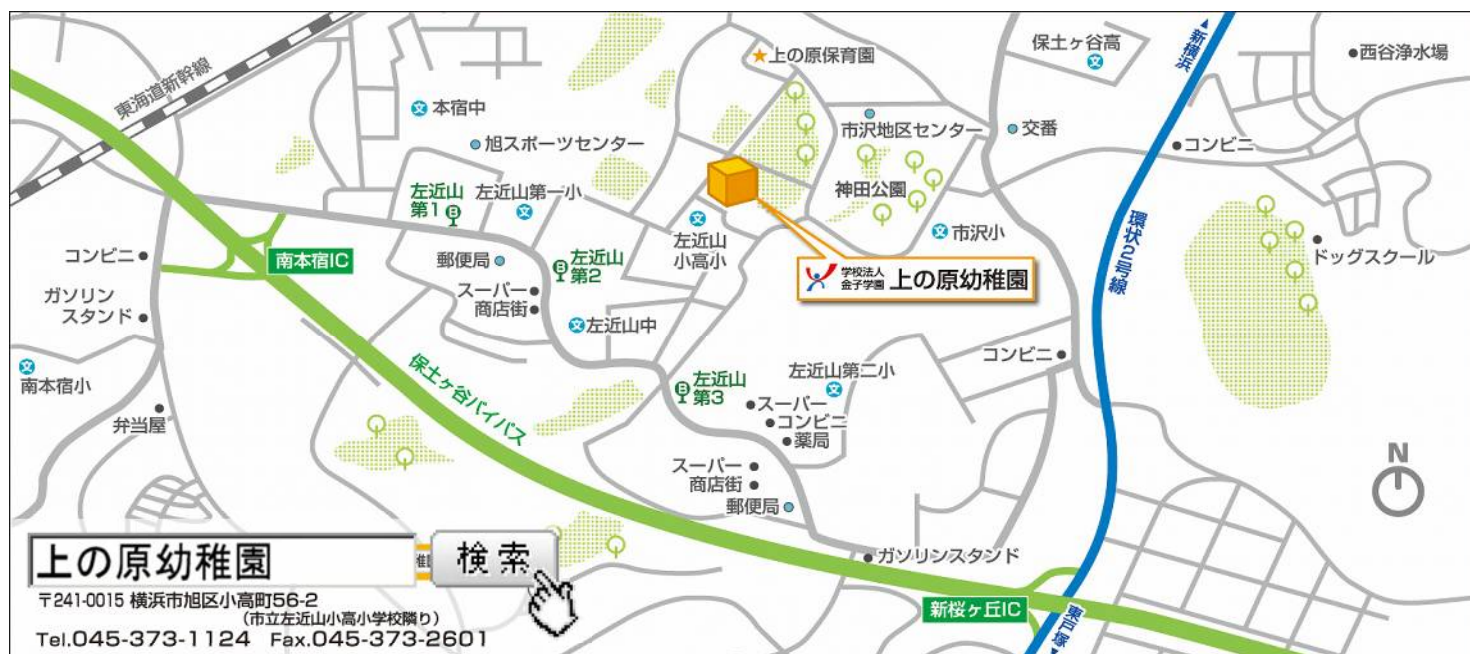 東海道新幹線
上の原保育園
保土ヶ谷高
文
▲新横浜
西谷浄水場
文 本宿中
旭スポーツセンター
市沢地区センター
交番
コンビニ
左近山
第1
B
左近山第一小
文
神田公園
文
左近山
小高小
文 市沢小
環状2号線
ドッグスクール
コンビニ
南本宿IC
郵便局
B
左近山
第2
学校法人
金子学園
上の原幼稚園
ガソリン
スタンド
スーパー
商店街
文 左近山中
文
南本宿小
保土ヶ谷バイパス
B
左近山
第3
左近山第二小
文
コンビニ
弁当屋
スーパー
コンビニ
薬局
スーパー
商店街
郵便局
N
ガソリンスタンド
新桜ヶ丘IC
東戸塚▼
上の原幼稚園
検索
〒241-0015 横浜市旭区小高町56-2
(市立左近山小高小学校隣り)
Tel.045-373-1124 Fax.045-373-2601